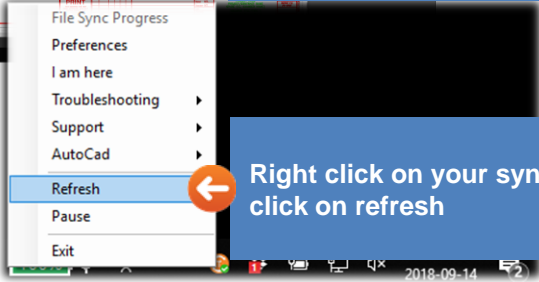 File Sync Progress
Preferences
I am here
Troubleshooting
Support
AutoCad
Refresh
Pause
Exit
Right click on your syn
click on refresh
2018-09-14
2